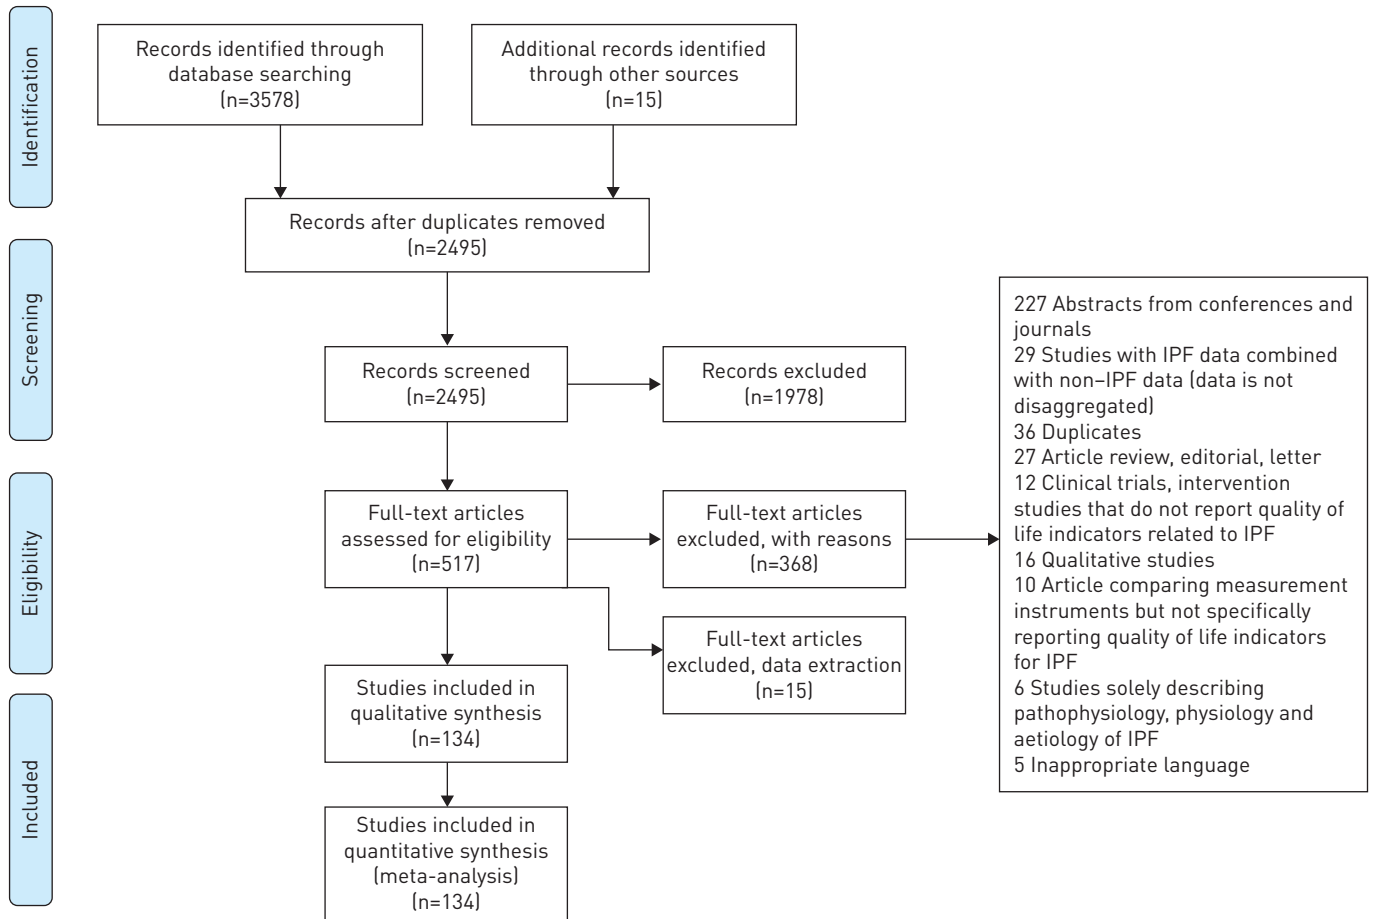 Identification
Records identified through
database searching
(n=3578)
Additional records identified
through other sources
(n=15)
Records after duplicates removed
(n=2495)
Screening
Records screened
(n=2495)
Records excluded
(n=1978)
Eligibility
Full-text articles
assessed for eligibility
(n=517)
Full-text articles
excluded, with reasons
(n=368)
227 Abstracts from conferences and
journals
29 Studies with IPF data combined
with non–IPF data (data is not
disaggregated)
36 Duplicates
27 Article review, editorial, letter
12 Clinical trials, intervention
studies that do not report quality of
life indicators related to IPF
16 Qualitative studies
10 Article comparing measurement
instruments but not specifically
reporting quality of life indicators
for IPF
6 Studies solely describing
pathophysiology, physiology and
aetiology of IPF
5 Inappropriate language
Full-text articles
excluded, data extraction
(n=15)
Included
Studies included in
qualitative synthesis
(n=134)
Studies included in
quantitative synthesis
(meta-analysis)
(n=134)